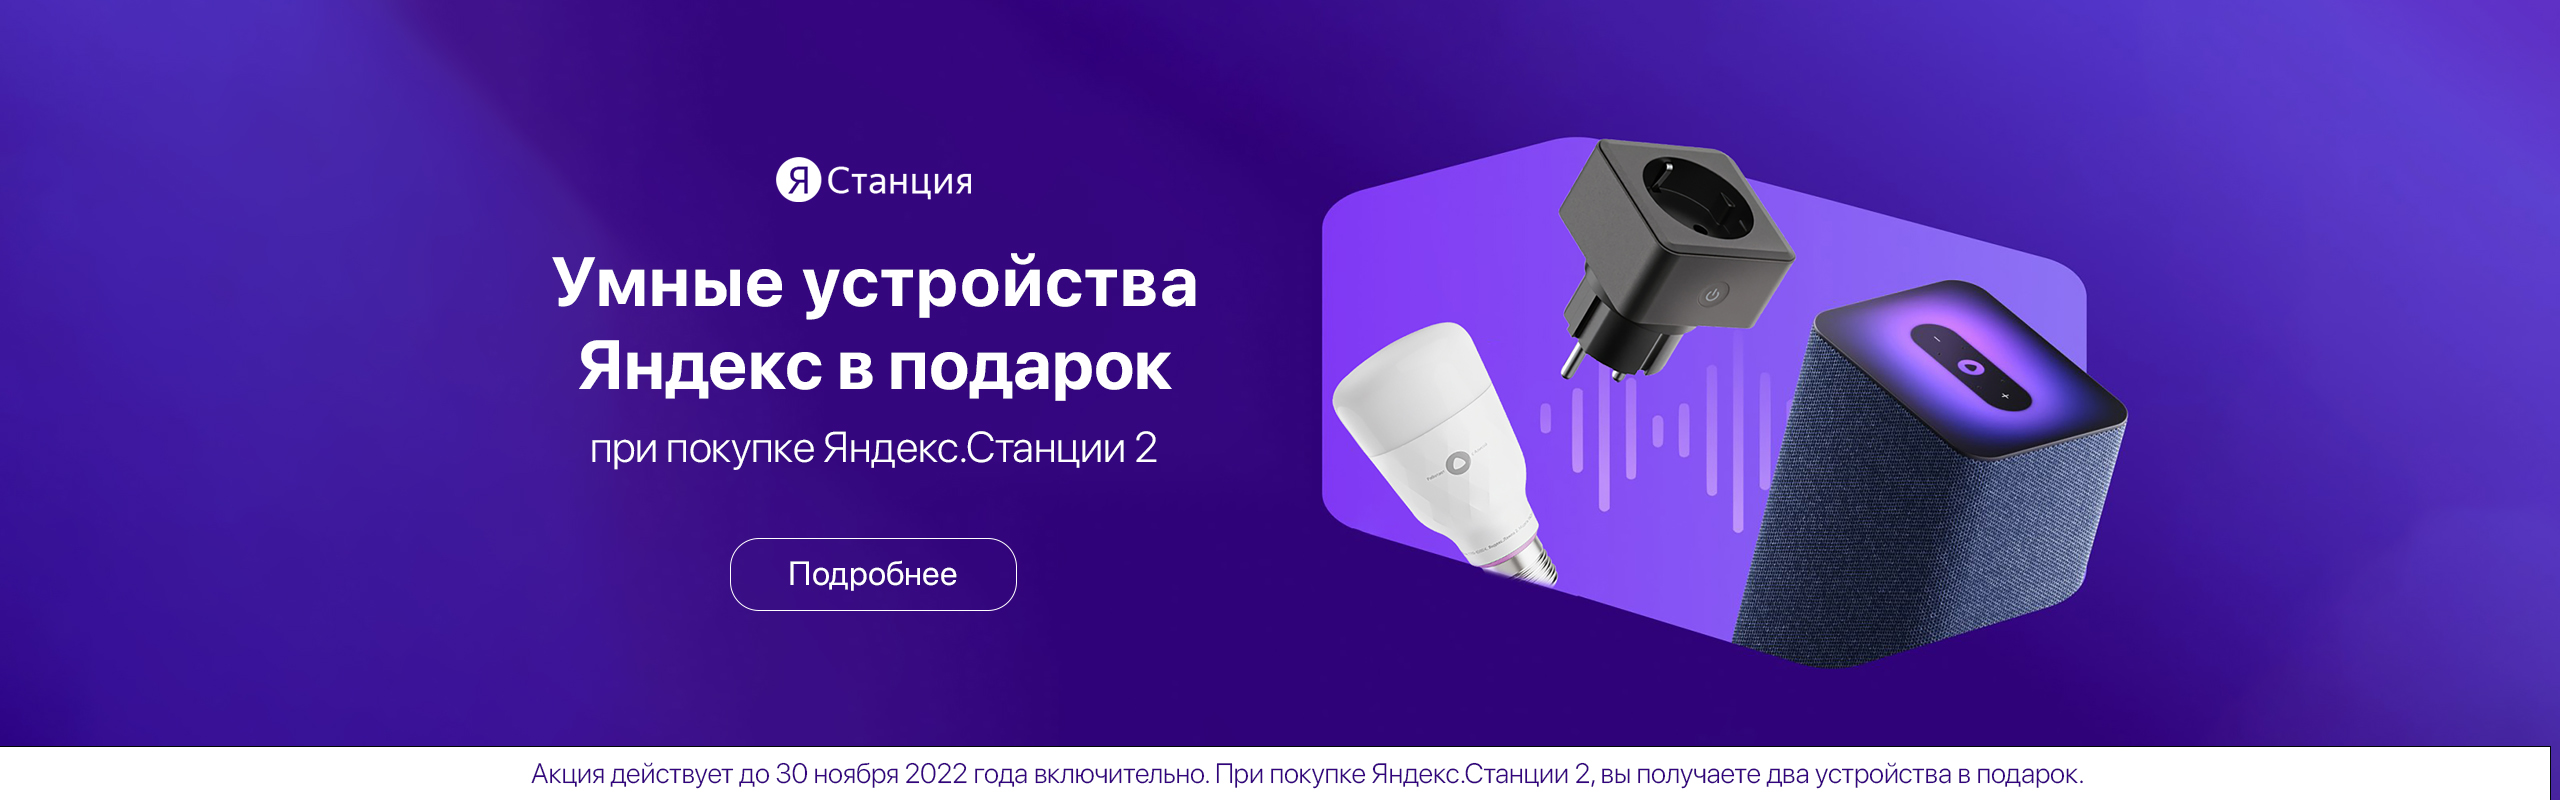 Я Станция
Умные устройства
Яндекс в подарок
при покупке Яндекс.Станции 2
Подробнее
Акция действует до 30 ноября 2022 года включительно. При покупке Яндекс.Станции 2, вы получаете два устройства в подарок.